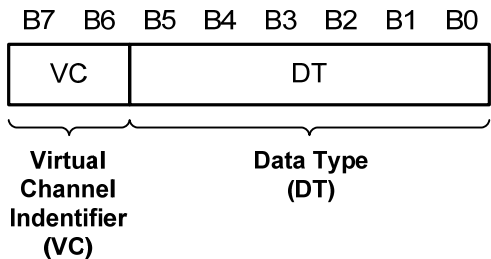 B7 B6 B5 B4 B3 B2 B1 B0
VC DT
Virtual
Channel
Indentifier
(VC)
Data Type
(DT)